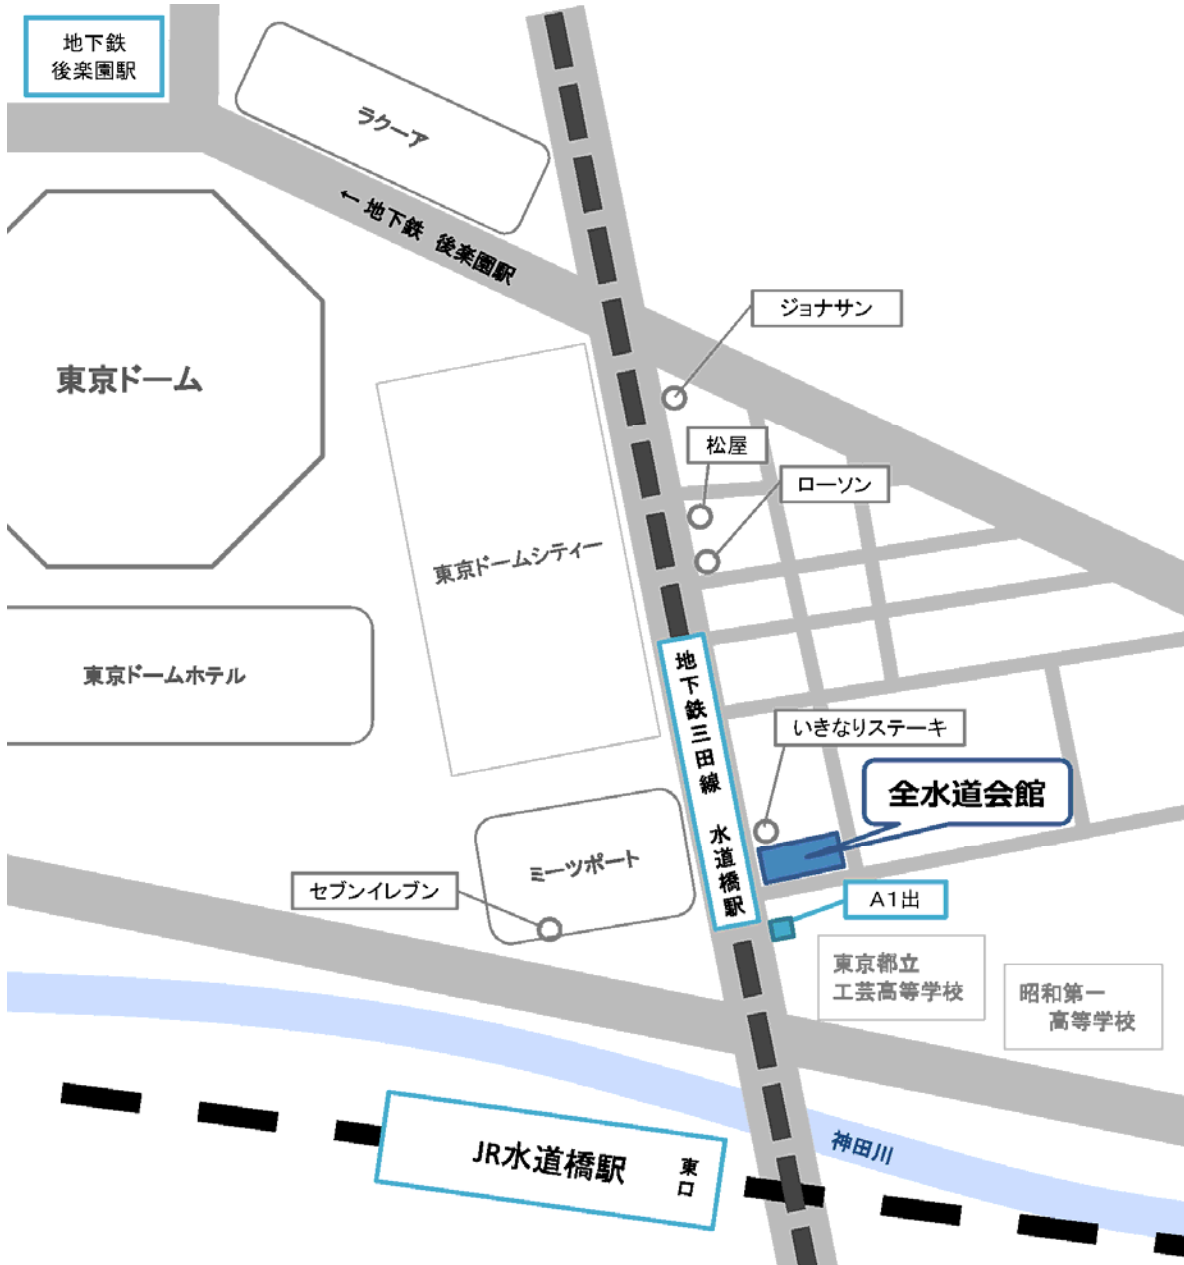 地下鉄
後楽園駅
ラクーア
← 地下鉄 後楽園駅
ジョナサン
東京ドーム
松屋
ローソン
東京ドームシティー
東京ドームホテル
地下鉄三田線 水道橋駅
いきなりステーキ
全水道会館
ミーツポート
セブンイレブン
A1出
東京都立
工芸高等学校
昭和第一
高等学校
神田川
JR水道橋駅
東口